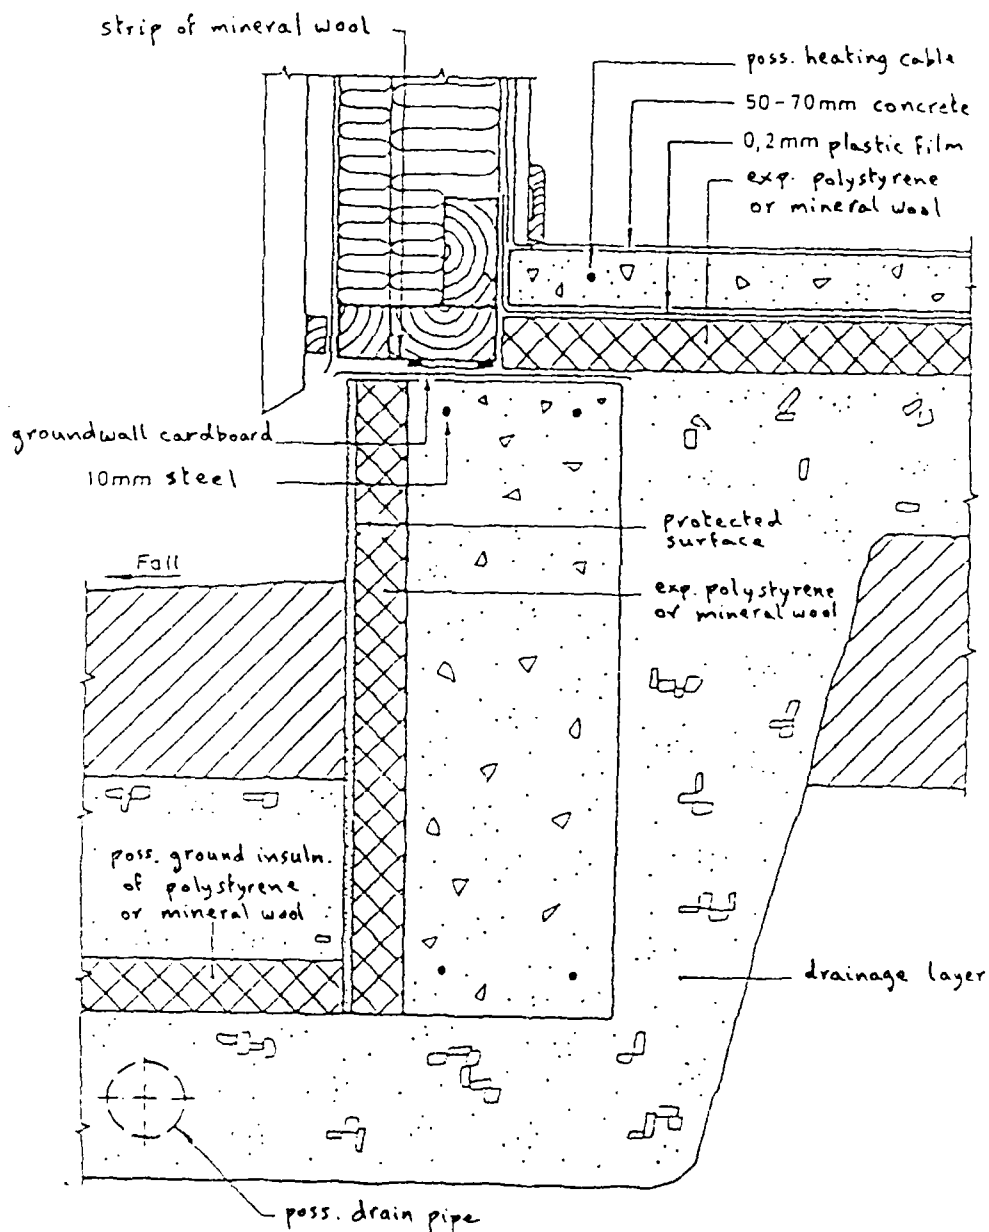 strip of mineral wool
poss. heating cable
50-70mm concrete
0,2mm plastic film
exp. polystyrene
or mineral wool
groundwall cardboard
10mm steel
protected
surface
Fall
exp. polystyrene
or mineral wool
poss. ground insuln.
of polystyrene
or mineral wool
drainage layer
poss. drain pipe